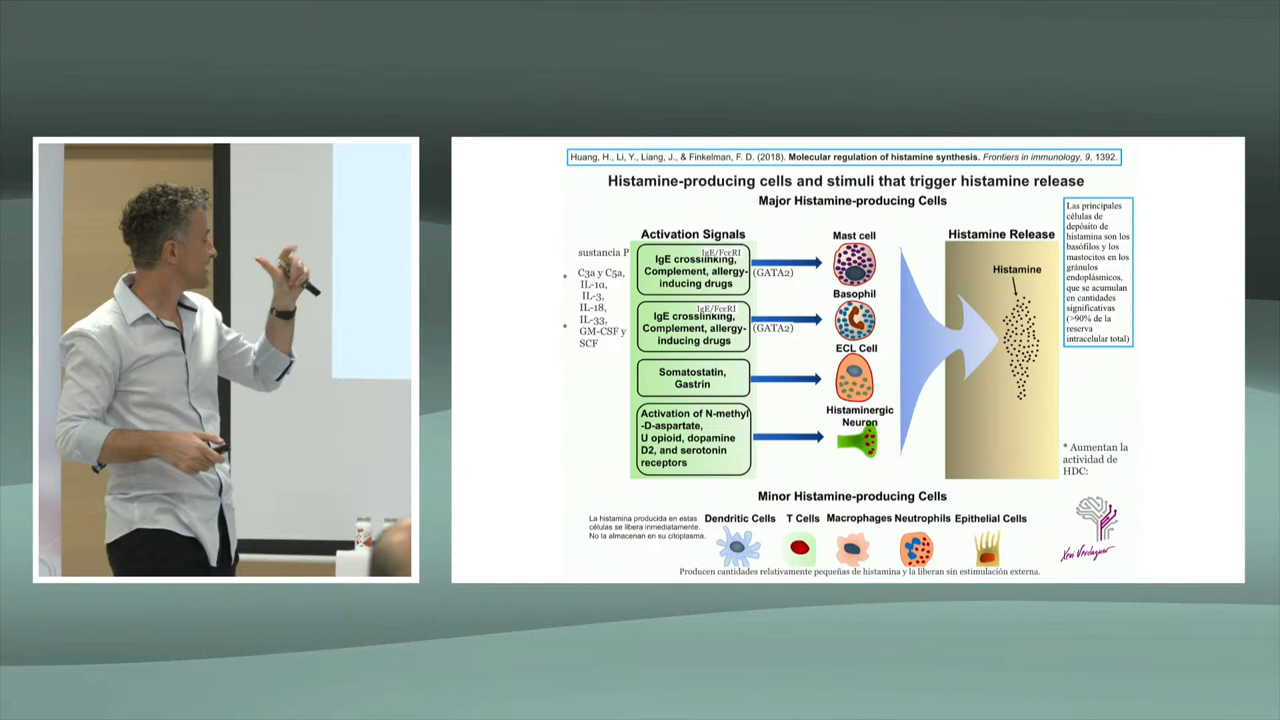 Huang, H., Li, Y., Liang, J., & Finkelman, F. D. (2018). Molecular regulation of histamine synthesis. Frontiers in immunology, 9, 1392.
Histamine-producing cells and stimuli that trigger histamine release
Major Histamine-producing Cells
Activation Signals
sustancia P
* C3a y C5a,
IL-1α,
IL-3,
IL-18,
IL-33,
* GM-CSF y
SCF
IgE/FcεRI
IgE crosslinking,
Complement, allergy-
inducing drugs
(GATA2)
IgE/FcεRI
IgE crosslinking,
Complement, allergy-
inducing drugs
(GATA2)
Somatostatin,
Gastrin
Activation of N-methyl
-D-aspartate,
U opioid, dopamine
D2, and serotonin
receptors
Mast cell
Basophil
ECL Cell
Histaminergic
Neuron
Histamine Release
Histamine
Las principales
células de
depósito de
histamina son los
basófilos y los
mastocitos en los
gránulos
endoplásmicos,
que se acumulan
en cantidades
significativas
(>90% de la
reserva
intracelular total)
* Aumentan la
actividad de
HDC:
Minor Histamine-producing Cells
La histamina producida en estas
células se libera inmediatamente.
No la almacenan en su citoplasma.
Dendritic Cells T Cells Macrophages Neutrophils Epithelial Cells
Producen cantidades relativamente pequeñas de histamina y la liberan sin estimulación externa.
Xevi Verdaguer